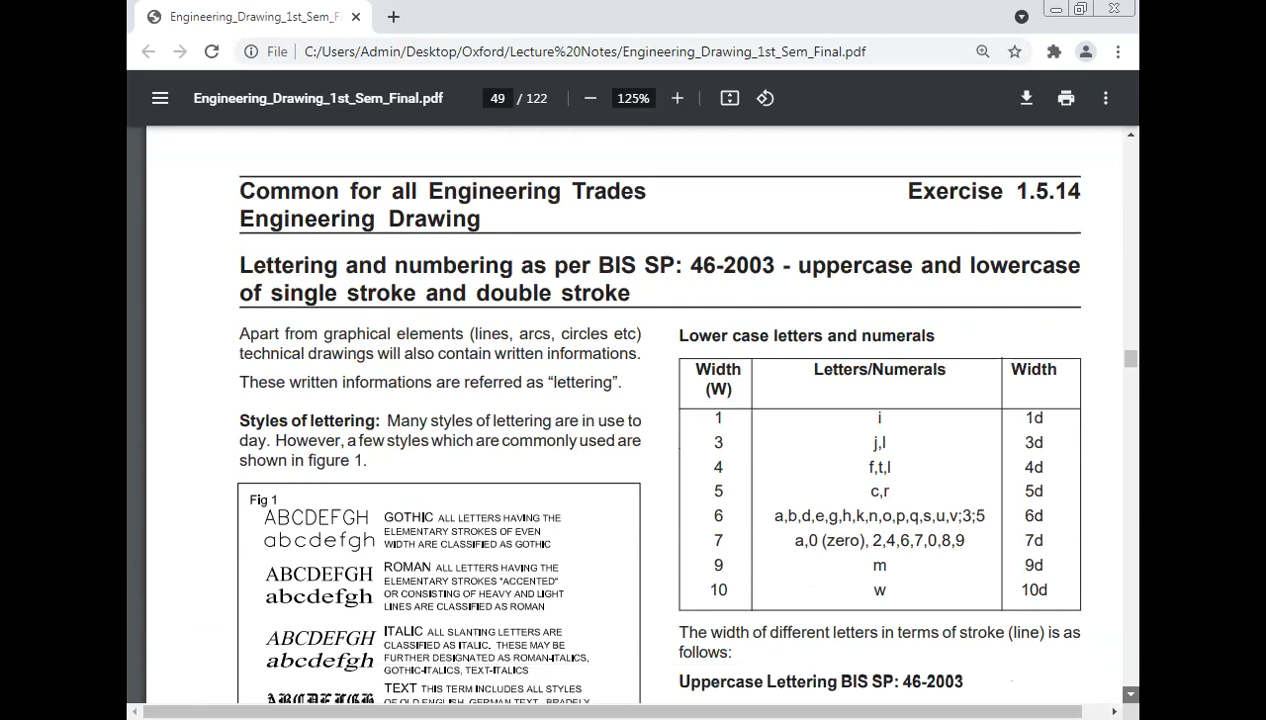 Engineering_Drawing_1st_Sem_Fi
File C:/Users/Admin/Desktop/Oxford/Lecture%20Notes/Engineering_Drawing_1st_Sem_Final.pdf
Engineering_Drawing_1st_Sem_Final.pdf 49 / 122 125%
Common for all Engineering Trades Exercise 1.5.14
Engineering Drawing
Lettering and numbering as per BIS SP: 46-2003 - uppercase and lowercase
of single stroke and double stroke
Apart from graphical elements (lines, arcs, circles etc)
technical drawings will also contain written informations.
These written informations are referred as “lettering”.
Styles of lettering: Many styles of lettering are in use to
day. However, a few styles which are commonly used are
shown in figure 1.
Fig 1
ABCDEFGH
abcdefgh
GOTHIC ALL LETTERS HAVING THE
ELEMENTARY STROKES OF EVEN
WIDTH ARE CLASSIFIED AS GOTHIC
ABCDEFGH
abcdefgh
ROMAN ALL LETTERS HAVING THE
ELEMENTARY STROKES "ACCENTED"
OR CONSISTING OF HEAVY AND LIGHT
LINES ARE CLASSIFIED AS ROMAN
ABCDEFGH
abcdefgh
ITALIC ALL SLANTING LETTERS ARE
CLASSIFIED AS ITALIC. THESE MAY BE
FURTHER DESIGNATED AS ROMAN-ITALICS,
GOTHIC-ITALICS, TEXT-ITALICS
ABCDEFGH
TEXT THIS TERM INCLUDES ALL STYLES
OF OLD ENGLISH, GERMAN TEXT, BRADELY
Lower case letters and numerals
Width (W) Letters/Numerals Width
1 i 1d
3 j,l 3d
4 f,t,l 4d
5 c,r 5d
6 a,b,d,e,g,h,k,n,o,p,q,s,u,v;3;5 6d
7 a,0 (zero), 2,4,6,7,0,8,9 7d
9 m 9d
10 w 10d
The width of different letters in terms of stroke (line) is as
follows:
Uppercase Lettering BIS SP: 46-2003